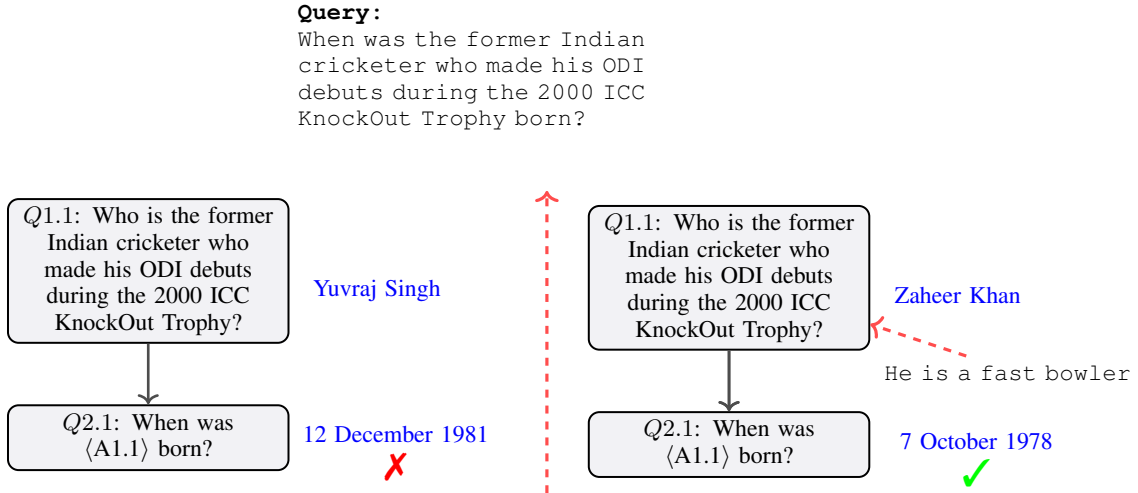 Query:
When was the former Indian
cricketer who made his ODI
debuts during the 2000 ICC
KnockOut Trophy born?
Q1.1: Who is the former
Indian cricketer who
made his ODI debuts
during the 2000 ICC
KnockOut Trophy?
Yuvraj Singh
Q2.1: When was
⟨A1.1⟩ born?
12 December 1981
✗
Q1.1: Who is the former
Indian cricketer who
made his ODI debuts
during the 2000 ICC
KnockOut Trophy?
Zaheer Khan
He is a fast bowler
Q2.1: When was
⟨A1.1⟩ born?
7 October 1978
✓